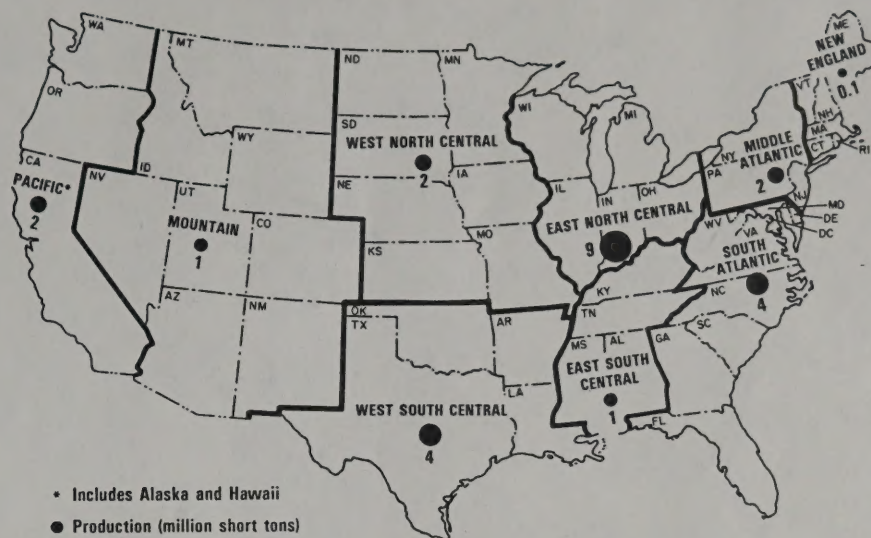 WA
MT
ND
MN
ME
NEW
ENGLAND
0.1
VT
NH
MA
CT
RI
OR
ID
WY
SD
WI
MI
NY
PA
MIDDLE
ATLANTIC
2
NJ
MD
DE
DC
WEST NORTH CENTRAL
2
NE
IA
IL
IN
OH
EAST NORTH CENTRAL
9
WV
VA
SOUTH
ATLANTIC
4
CA
PACIFIC*
2
NV
UT
MOUNTAIN
1
CO
KS
MO
KY
TN
NC
SC
AZ
NM
OK
TX
AR
LA
MS
AL
GA
EAST SOUTH
CENTRAL
1
FL
WEST SOUTH CENTRAL
4
* Includes Alaska and Hawaii
● Production (million short tons)